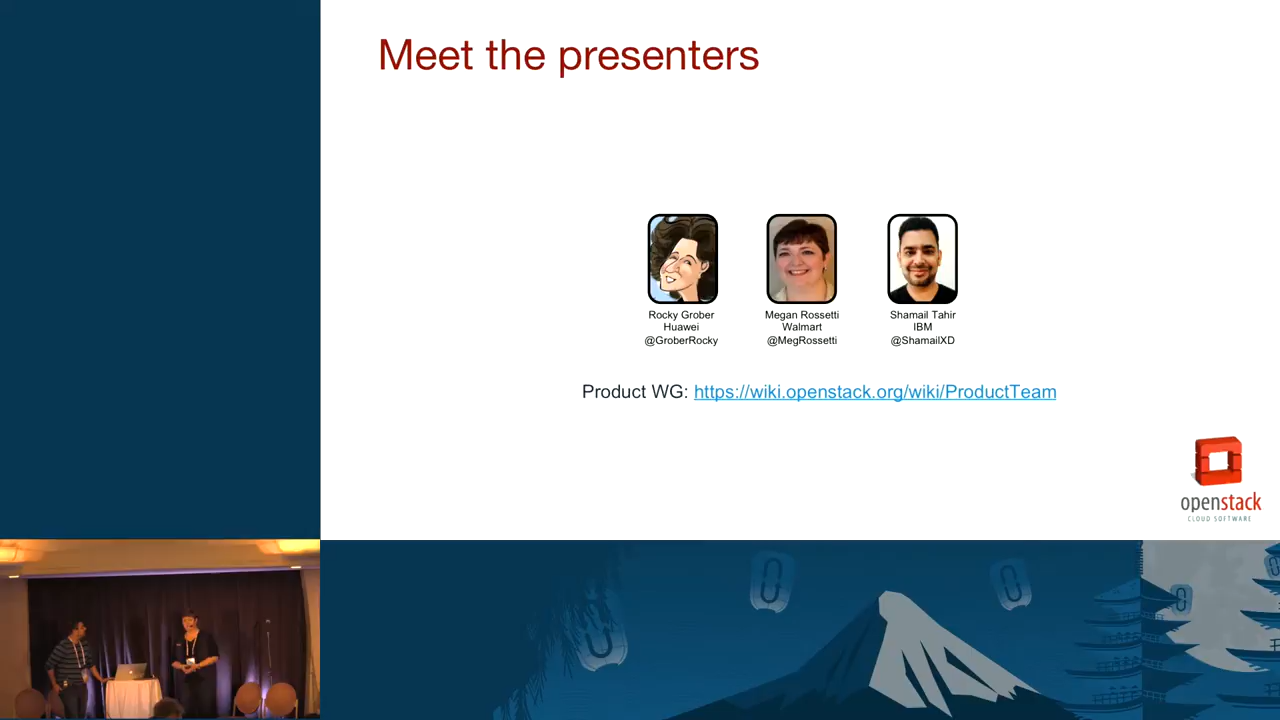 Meet the presenters
Rocky Grober
Huawei
@GroberRocky
Megan Rossetti
Walmart
@MegRossetti
Shamail Tahir
IBM
@ShamailXD
Product WG: https://wiki.openstack.org/wiki/ProductTeam
openstack
CLOUD SOFTWARE